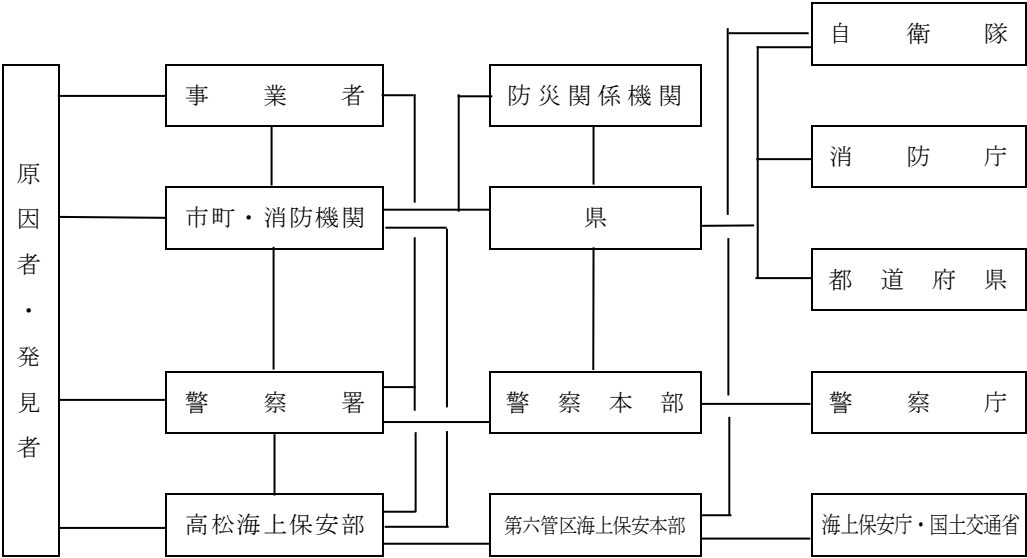 原因者・発見者
事業者
市町・消防機関
警察署
高松海上保安部
防災関係機関
県
警察本部
第六管区海上保安本部
自衛隊
消防庁
都道府県
警察庁
海上保安庁・国土交通省